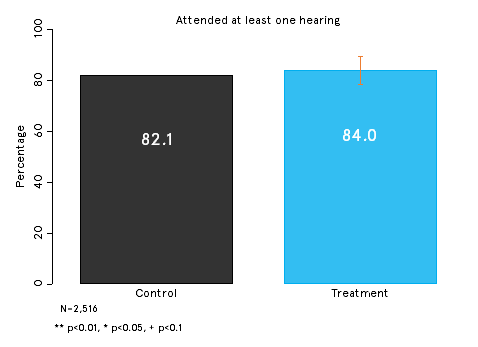 Attended at least one hearing
100
80
60
40
20
0
Percentage
82.1
84.0
Control
Treatment
N=2,516
** p<0.01, * p<0.05, + p<0.1